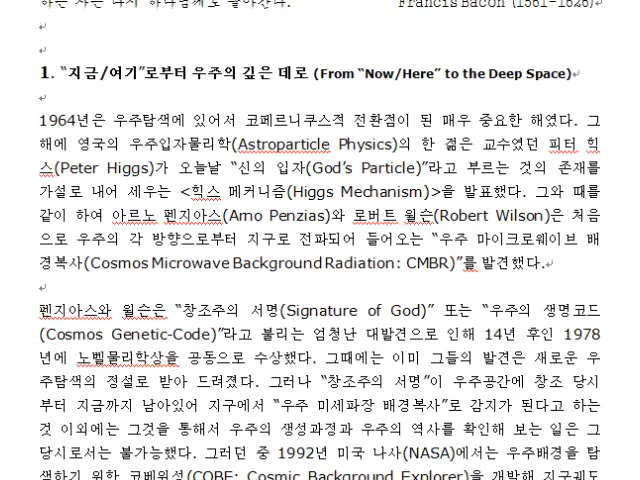 하는 자는 다시 하나님께로 돌아간다. Francis Bacon (1561-1626)
1. “지금/여기”로부터 우주의 깊은 데로 (From “Now/Here” to the Deep Space)
1964년은 우주탐색에 있어서 코페르니쿠스적 전환점이 된 매우 중요한 해였다. 그
해에 영국의 우주입자물리학(Astroparticle Physics)의 한 젊은 교수였던 피터 힉
스(Peter Higgs)가 오늘날 “신의 입자(God’s Particle)”라고 부르는 것의 존재를
가설로 내어 세우는 <힉스 메커니즘(Higgs Mechanism)>을 발표했다. 그와 때를
같이 하여 아르노 펜지아스(Arno Penzias)와 로버트 윌슨(Robert Wilson)은 처음
으로 우주의 각 방향으로부터 지구로 전파되어 들어오는 “우주 마이크로웨이브 배
경복사(Cosmos Microwave Background Radiation: CMBR)”를 발견했다.
펜지아스와 윌슨은 “창조주의 서명(Signature of God)” 또는 “우주의 생명코드
(Cosmos Genetic-Code)”라고 불리는 엄청난 대발견으로 인해 14년 후인 1978
년에 노벨물리학상을 공동으로 수상했다. 그때에는 이미 그들의 발견은 새로운 우
주탐색의 정설로 받아 드려졌다. 그러나 “창조주의 서명”이 우주공간에 창조 당시
부터 지금까지 남아있어 지구에서 “우주 미세파장 배경복사”로 감지가 된다고 하는
것 이외에는 그것을 통해서 우주의 생성과정과 우주의 역사를 확인해 보는 일은 그
당시로서는 불가능했다. 그러던 중 1992년 미국 나사(NASA)에서는 우주배경을 탐
색하기 위한 코베위성(COBE: Cosmic Background Explorer)을 개발해 지구궤도